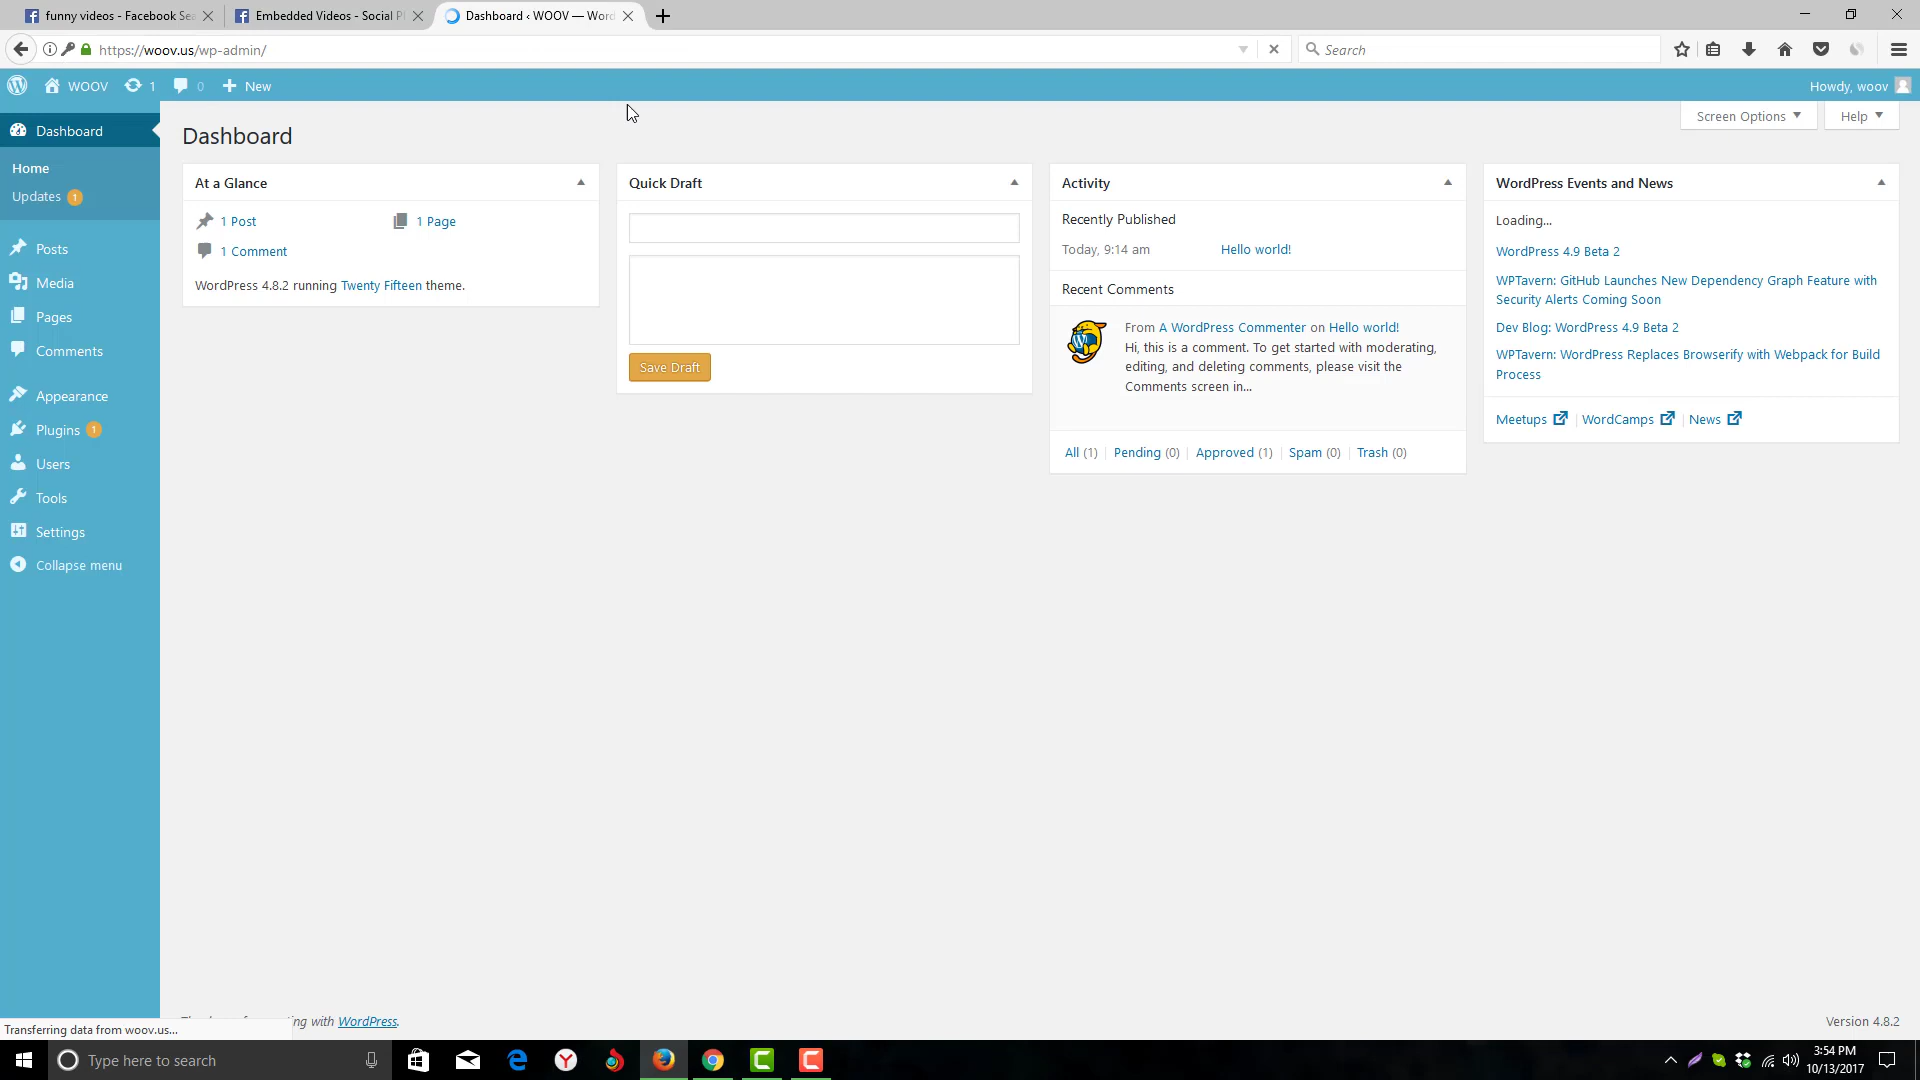 funny videos - Facebook Sea
Embedded Videos - Social Pl
Dashboard ‹ WOOV — Word
https://woov.us/wp-admin/
Search
WOOV
1
0
New
Howdy, woov
Dashboard
Home
Updates 1
Posts
Media
Pages
Comments
Appearance
Plugins 1
Users
Tools
Settings
Collapse menu
Dashboard
Screen Options
Help
At a Glance
1 Post
1 Page
1 Comment
WordPress 4.8.2 running Twenty Fifteen theme.
Quick Draft
Save Draft
Activity
Recently Published
Today, 9:14 am Hello world!
Recent Comments
From A WordPress Commenter on Hello world!
Hi, this is a comment. To get started with moderating,
editing, and deleting comments, please visit the
Comments screen in...
All (1) | Pending (0) | Approved (1) | Spam (0) | Trash (0)
WordPress Events and News
Loading...
WordPress 4.9 Beta 2
WPTavern: GitHub Launches New Dependency Graph Feature with
Security Alerts Coming Soon
Dev Blog: WordPress 4.9 Beta 2
WPTavern: WordPress Replaces Browserify with Webpack for Build
Process
Meetups | WordCamps | News
with WordPress.
Version 4.8.2
Transferring data from woov.us...
Type here to search
3:54 PM
10/13/2017